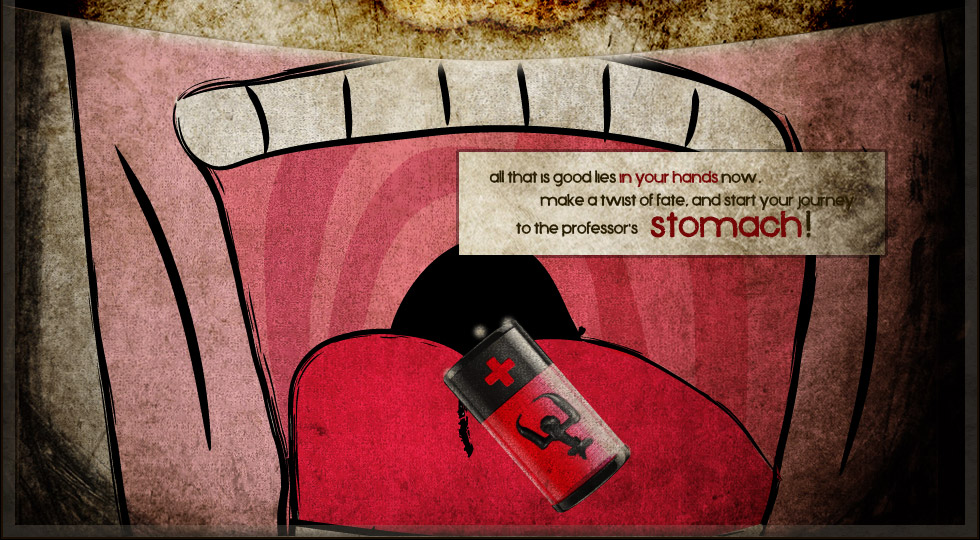 all that is good lies in your hands now.
make a twist of fate, and start your journey
to the professor's stomach!